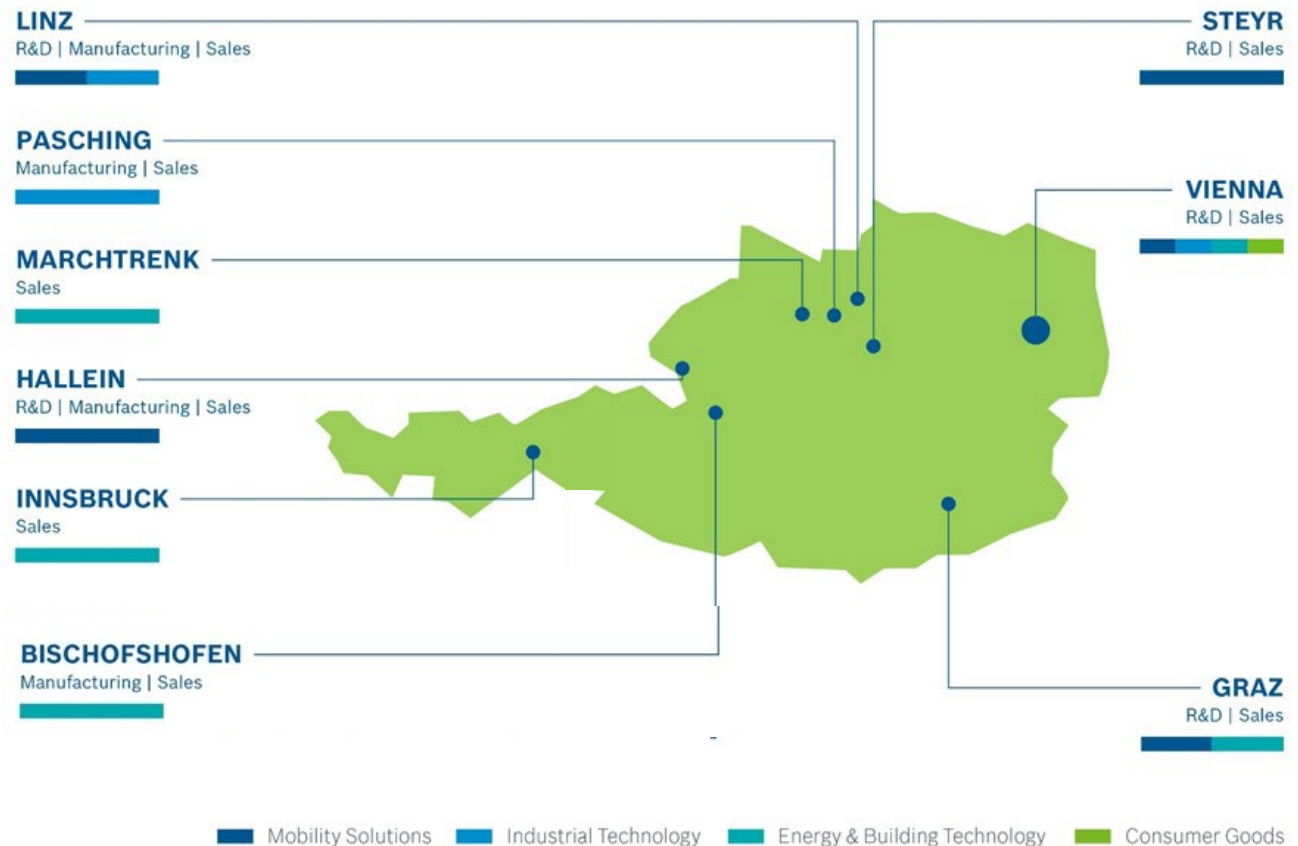 LINZ
R&D | Manufacturing | Sales
STEYR
R&D | Sales
PASCHING
Manufacturing | Sales
VIENNA
R&D | Sales
MARCHTRENK
Sales
HALLEIN
R&D | Manufacturing | Sales
INNSBRUCK
Sales
BISCHOFSHOFEN
Manufacturing | Sales
GRAZ
R&D | Sales
Mobility Solutions
Industrial Technology
Energy & Building Technology
Consumer Goods